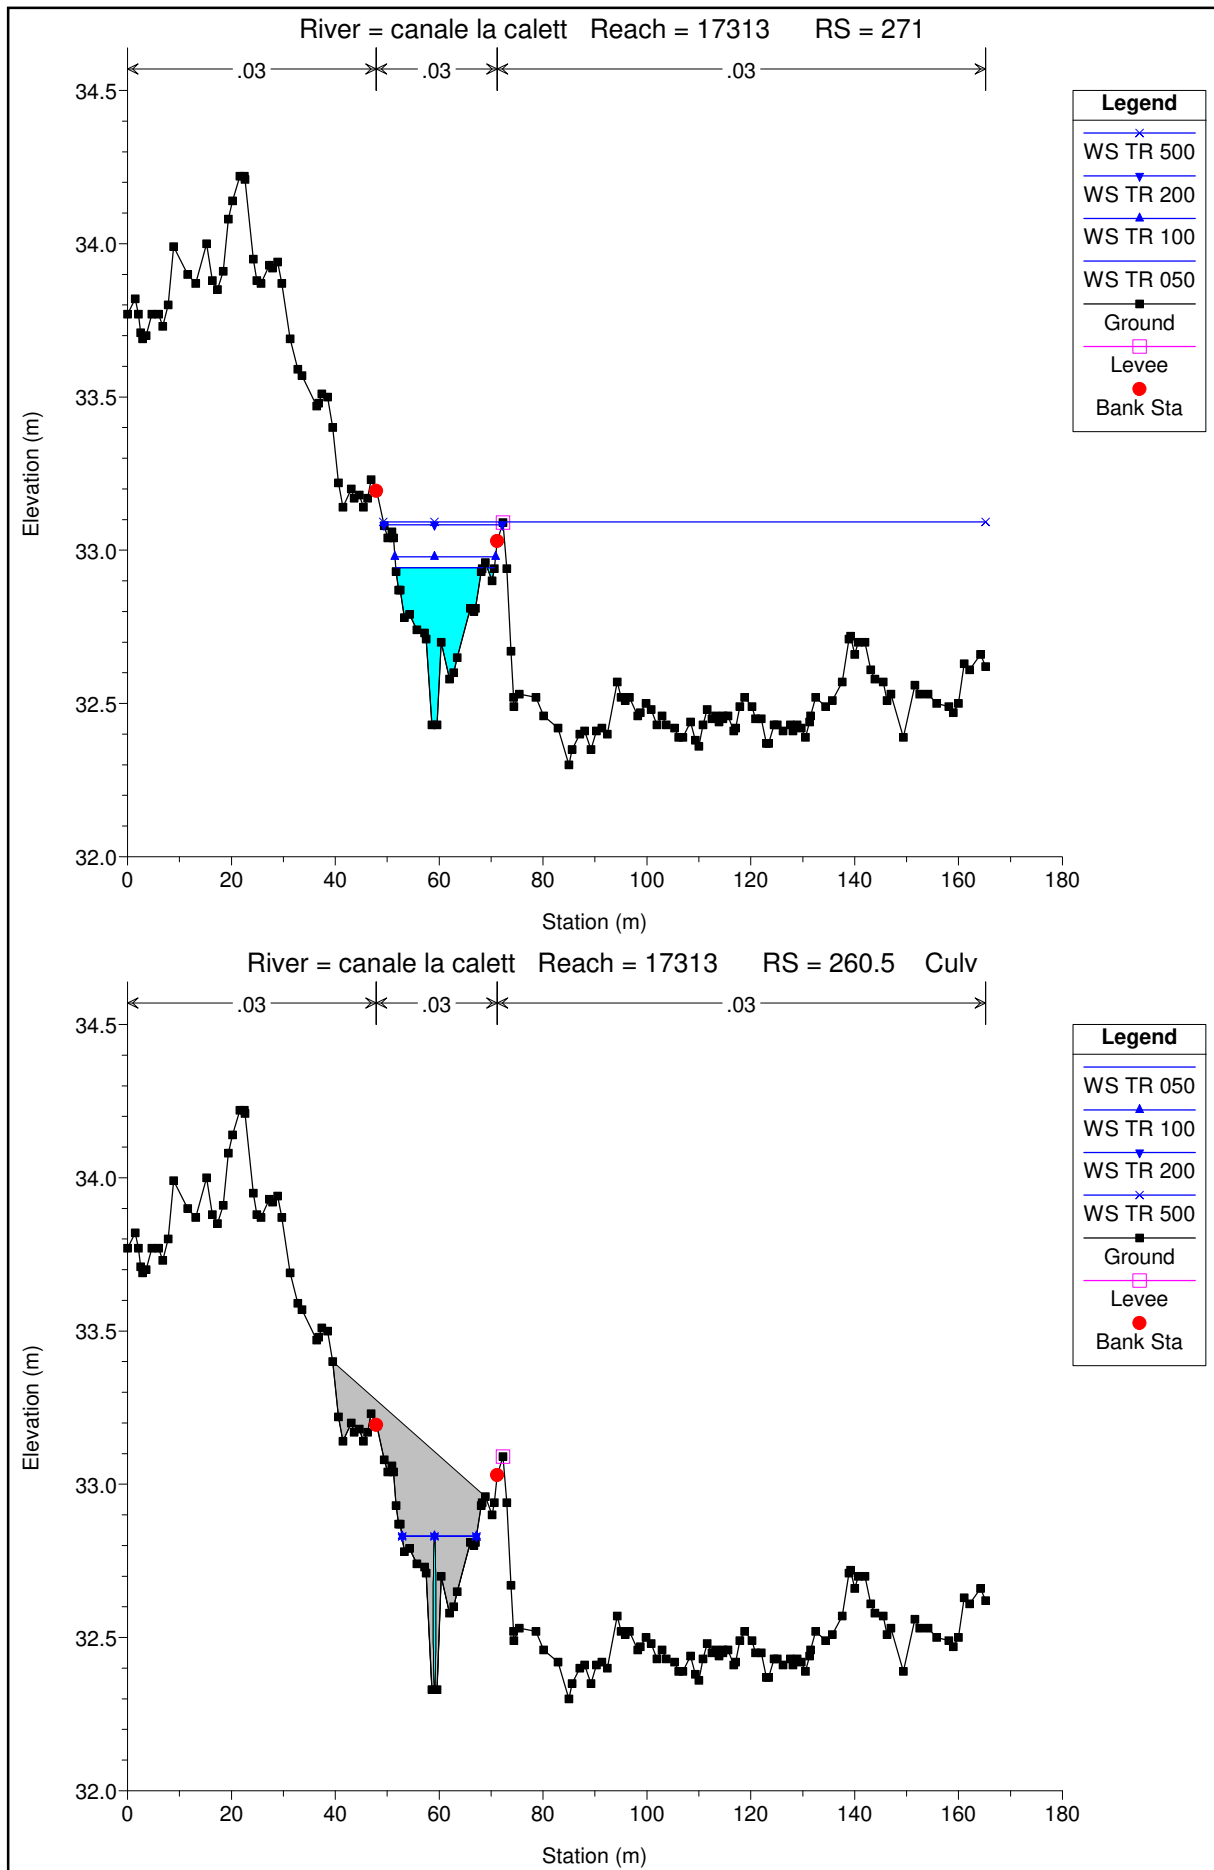 River = canale la calett Reach = 17313 RS = 271
.03 .03 .03
Legend
WS TR 500
WS TR 200
WS TR 100
WS TR 050
Ground
Levee
Bank Sta
34.5
34.0
33.5
33.0
32.5
32.0
Elevation (m)
0 20 40 60 80 100 120 140 160 180
Station (m)
River = canale la calett Reach = 17313 RS = 260.5 Culv
.03 .03 .03
Legend
WS TR 050
WS TR 100
WS TR 200
WS TR 500
Ground
Levee
Bank Sta
34.5
34.0
33.5
33.0
32.5
32.0
Elevation (m)
0 20 40 60 80 100 120 140 160 180
Station (m)